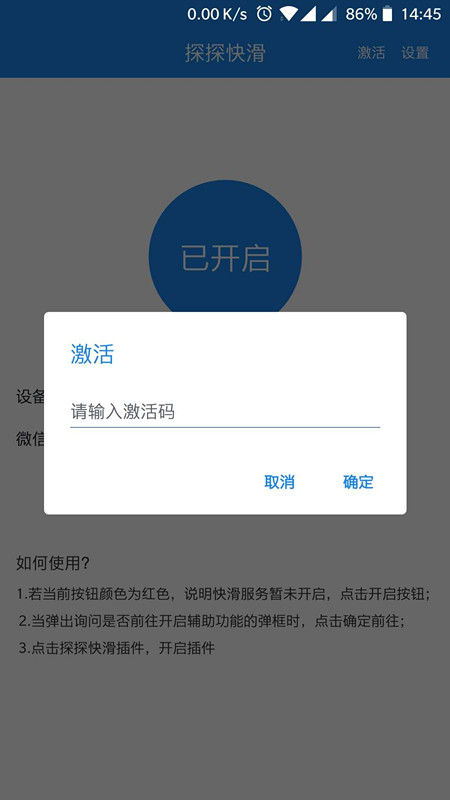 0.00 K/s 86% 14:45
探探快滑 激活 设置
已开启
激活
设备
请输入激活码
微信
取消 确定
如何使用?
1.若当前按钮颜色为红色，说明快滑服务暂未开启，点击开启按钮；
2.当弹出询问是否前往开启辅助功能的弹框时，点击确定前往；
3.点击探探快滑插件，开启插件